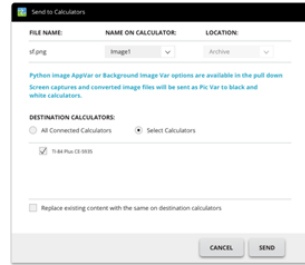 Send to Calculators
FILE NAME: NAME ON CALCULATOR: LOCATION:
sf.png Image1 Archive
Python image AppVar or Background Image Var options are available in the pull down
Screen captures and converted image files will be sent as Pic Var to black and
white calculators.
DESTINATION CALCULATORS:
All Connected Calculators Select Calculators
TI-84 Plus CE-5935
Replace existing content with the same on destination calculators
CANCEL SEND